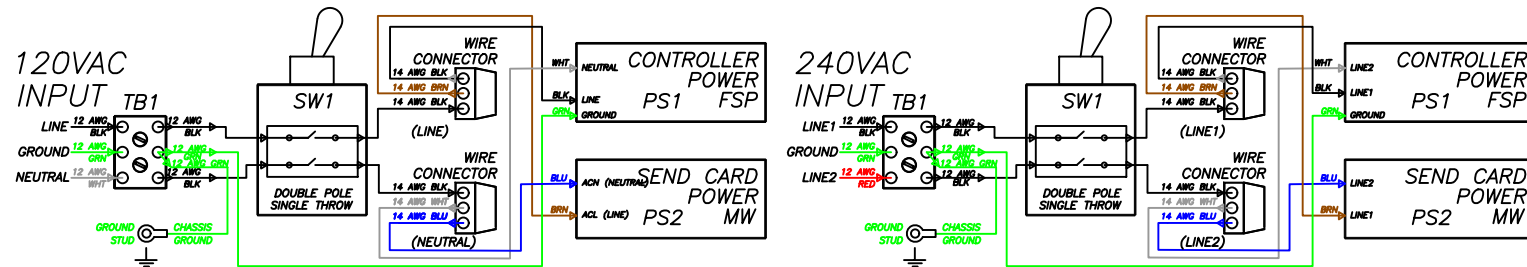 120VAC
INPUT
TB1
LINE
12 AWG
BLK
GROUND
12 AWG
GRN
NEUTRAL
12 AWG
WHT
12 AWG
BLK
12 AWG
GRN
12 AWG GRN
12 AWG
BLK
GROUND
STUD
CHASSIS
GROUND
SW1
DOUBLE POLE
SINGLE THROW
WIRE
CONNECTOR
14 AWG BLK
14 AWG BRN
14 AWG BLK
(LINE)
WIRE
CONNECTOR
14 AWG BLK
14 AWG WHT
14 AWG BLU
(NEUTRAL)
WHT
NEUTRAL
BLK
LINE
GRN
GROUND
CONTROLLER
POWER
PS1 FSP
BLU
ACN (NEUTRAL)
BRN
ACL (LINE)
SEND CARD
POWER
PS2 MW
240VAC
INPUT
TB1
LINE1
12 AWG
BLK
GROUND
12 AWG
GRN
LINE2
12 AWG
RED
12 AWG
BLK
12 AWG
GRN
12 AWG GRN
12 AWG
BLK
GROUND
STUD
CHASSIS
GROUND
SW1
DOUBLE POLE
SINGLE THROW
WIRE
CONNECTOR
14 AWG BLK
14 AWG BRN
14 AWG BLK
(LINE1)
WIRE
CONNECTOR
14 AWG BLK
14 AWG WHT
14 AWG BLU
(LINE2)
WHT
LINE2
BLK
LINE1
GRN
GROUND
CONTROLLER
POWER
PS1 FSP
BLU
LINE2
BRN
LINE1
SEND CARD
POWER
PS2 MW